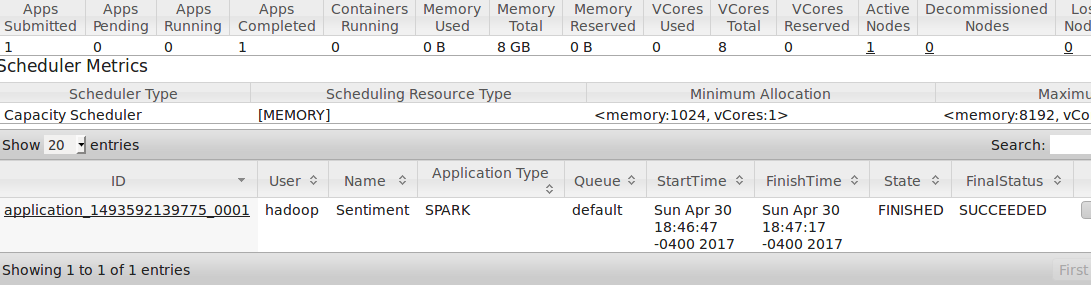 Apps Submitted Apps Pending Apps Running Apps Completed Containers Running Memory Used Memory Total Memory Reserved VCores Used VCores Total VCores Reserved Active Nodes Decommissioned Nodes
1 0 0 1 0 0 B 8 GB 0 B 0 8 0 1 0 0
Scheduler Metrics
Scheduler Type Scheduling Resource Type Minimum Allocation
Capacity Scheduler [MEMORY] <memory:1024, vCores:1> <memory:8192, vCo
Show 20 entries Search:
ID User Name Application Type Queue StartTime FinishTime State FinalStatus
application_1493592139775_0001 hadoop Sentiment SPARK default Sun Apr 30 18:46:47 -0400 2017 Sun Apr 30 18:47:17 -0400 2017 FINISHED SUCCEEDED
Showing 1 to 1 of 1 entries First